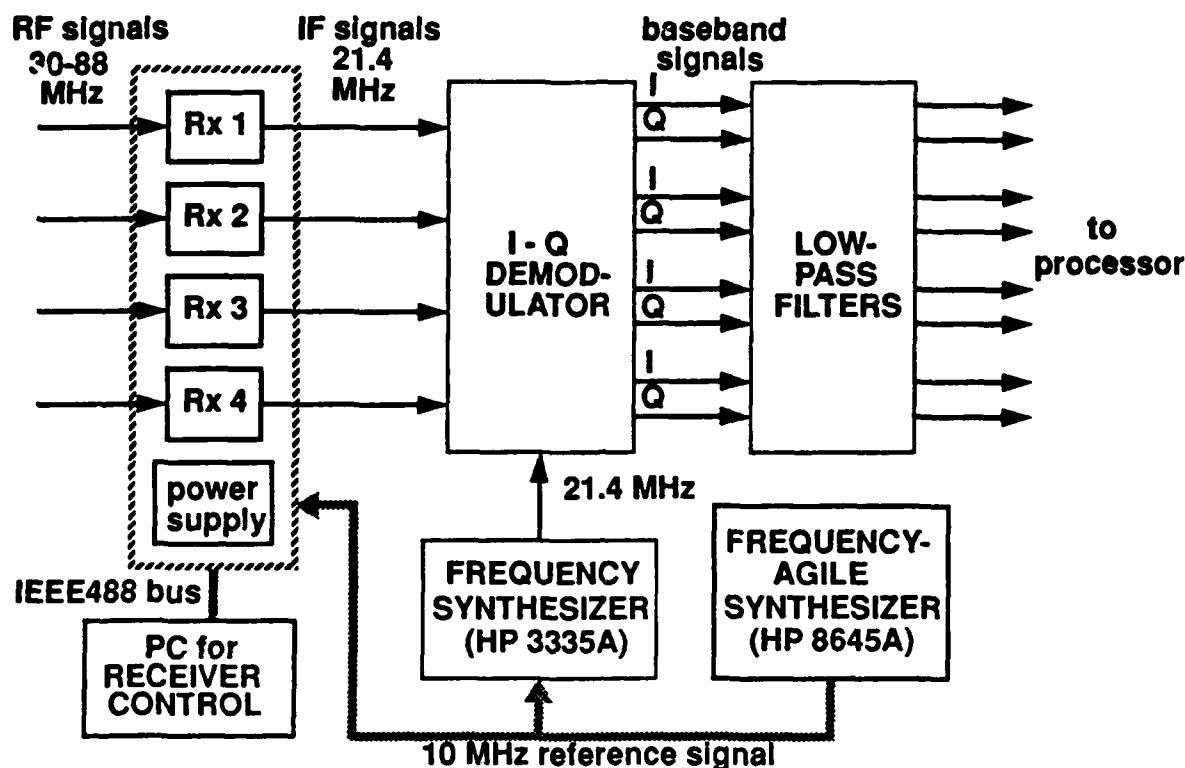 RF signals
30-88
MHz
IF signals
21.4
MHz
baseband
signals
Rx 1
Rx 2
Rx 3
Rx 4
power
supply
I - Q
DEMOD-
ULATOR
I
Q
I
Q
I
Q
I
Q
LOW-
PASS
FILTERS
to
processor
21.4 MHz
IEEE488 bus
PC for
RECEIVER
CONTROL
FREQUENCY
SYNTHESIZER
(HP 3335A)
FREQUENCY-
AGILE
SYNTHESIZER
(HP 8645A)
10 MHz reference signal